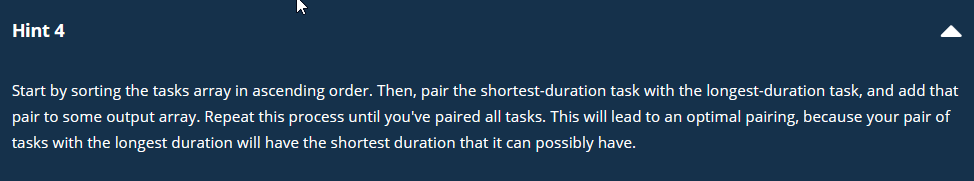 Hint 4
Start by sorting the tasks array in ascending order. Then, pair the shortest-duration task with the longest-duration task, and add that
pair to some output array. Repeat this process until you've paired all tasks. This will lead to an optimal pairing, because your pair of
tasks with the longest duration will have the shortest duration that it can possibly have.